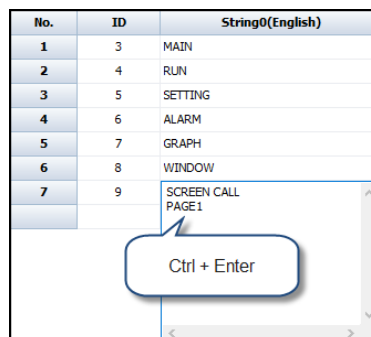 No. ID String0(English)
1 3 MAIN
2 4 RUN
3 5 SETTING
4 6 ALARM
5 7 GRAPH
6 8 WINDOW
7 9 SCREEN CALL
PAGE1
Ctrl + Enter